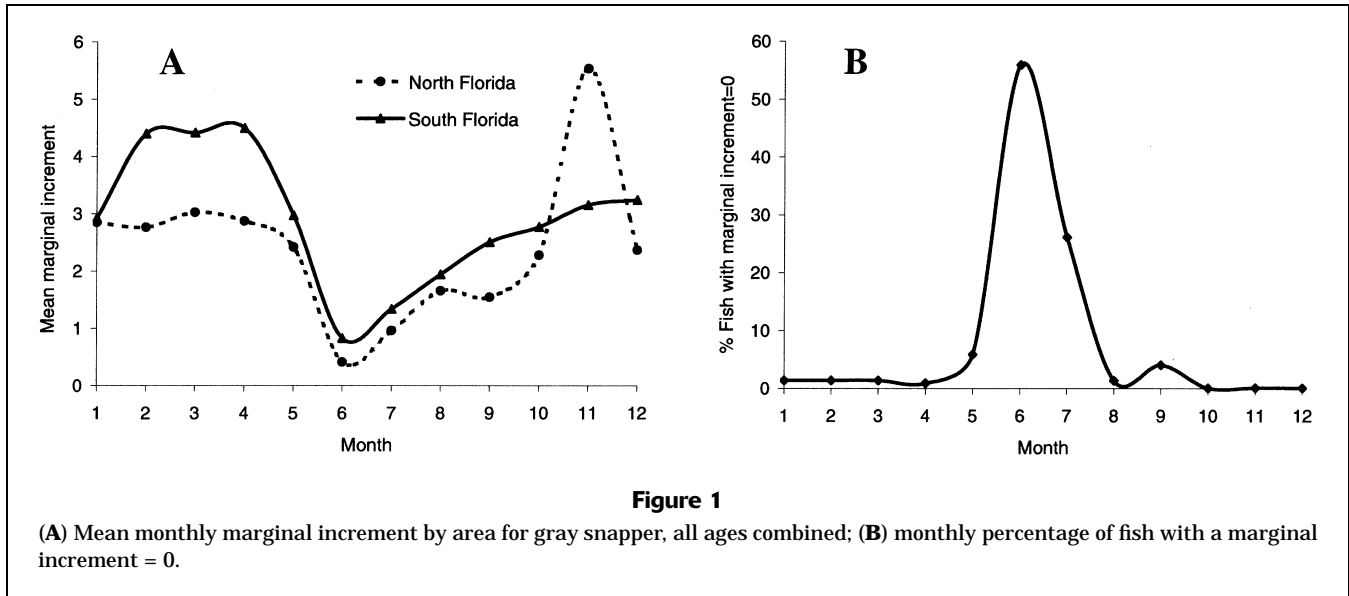 A
North Florida
South Florida
Mean marginal increment
6
5
4
3
2
1
0
1 2 3 4 5 6 7 8 9 10 11 12
Month
B
% Fish with marginal increment=0
60
50
40
30
20
10
0
1 2 3 4 5 6 7 8 9 10 11 12
Month
Figure 1
(A) Mean monthly marginal increment by area for gray snapper, all ages combined; (B) monthly percentage of fish with a marginal
increment = 0.